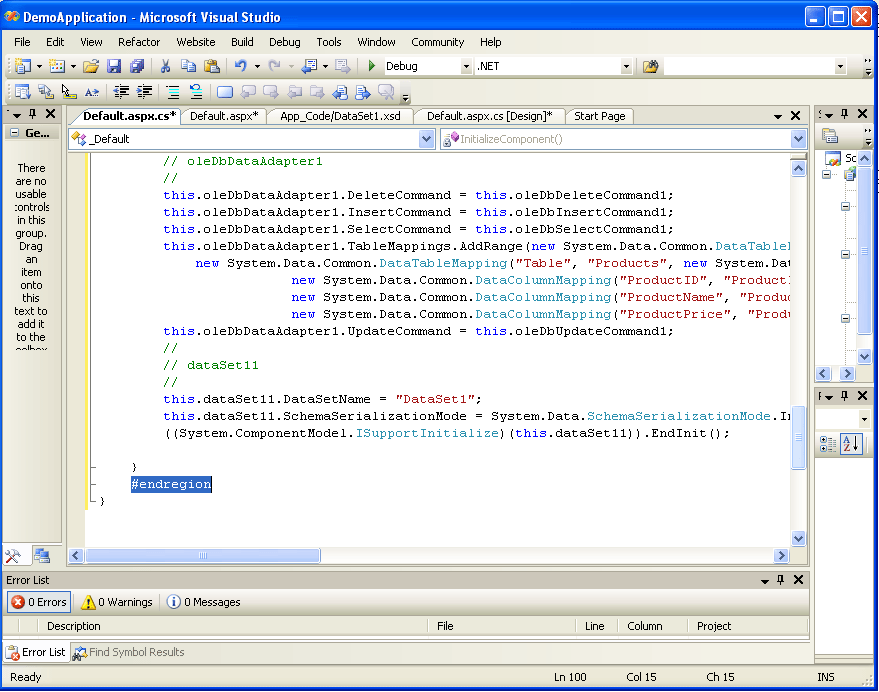 DemoApplication - Microsoft Visual Studio
File Edit View Refactor Website Build Debug Tools Window Community Help
Debug .NET
Ge...
There
are no
usable
controls
in this
group.
Drag
an
item
onto
this
text to
add it
to the
toolbox
Default.aspx.cs* Default.aspx* App_Code/DataSet1.xsd Default.aspx.cs [Design]* Start Page
_Default InitializeComponent()
// oleDbDataAdapter1
//
this.oleDbDataAdapter1.DeleteCommand = this.oleDbDeleteCommand1;
this.oleDbDataAdapter1.InsertCommand = this.oleDbInsertCommand1;
this.oleDbDataAdapter1.SelectCommand = this.oleDbSelectCommand1;
this.oleDbDataAdapter1.TableMappings.AddRange(new System.Data.Common.DataTable
new System.Data.Common.DataTableMapping("Table", "Products", new System.Dat
new System.Data.Common.DataColumnMapping("ProductID", "Product
new System.Data.Common.DataColumnMapping("ProductName", "Produ
new System.Data.Common.DataColumnMapping("ProductPrice", "Produ
this.oleDbDataAdapter1.UpdateCommand = this.oleDbUpdateCommand1;
//
// dataSet11
//
this.dataSet11.DataSetName = "DataSet1";
this.dataSet11.SchemaSerializationMode = System.Data.SchemaSerializationMode.In
((System.ComponentModel.ISupportInitialize)(this.dataSet11)).EndInit();
}
#endregion
}
Error List
0 Errors 0 Warnings 0 Messages
Description File Line Column Project
Error List Find Symbol Results
Ready Ln 100 Col 15 Ch 15 INS